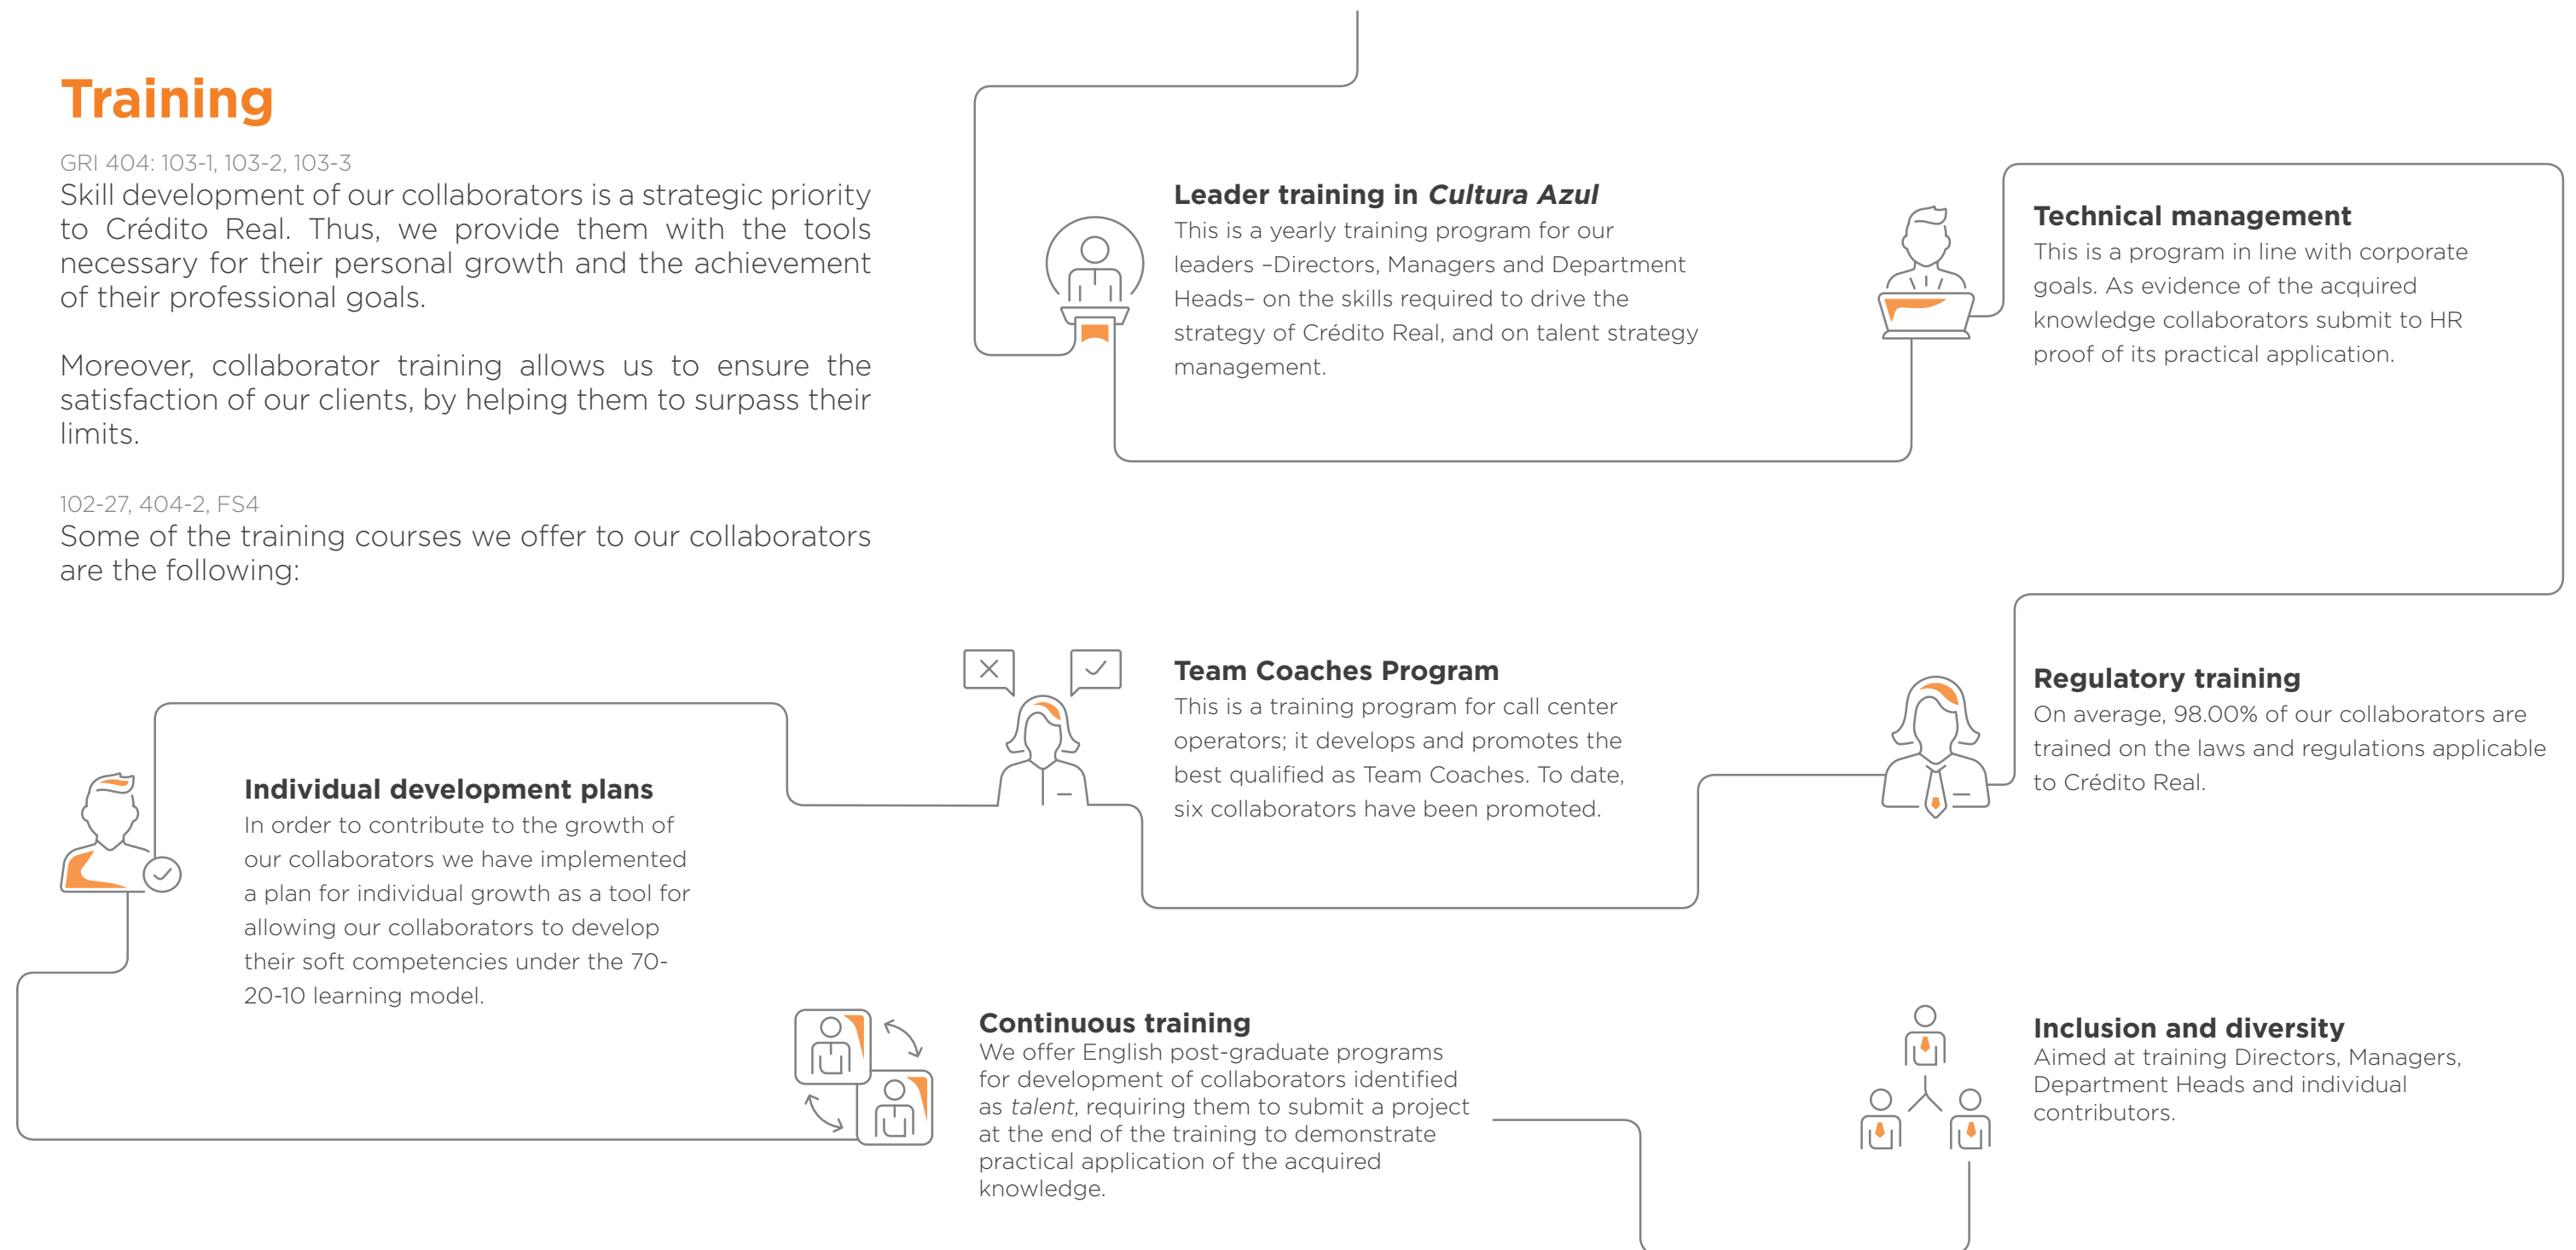 Training
GRI 404: 103-1, 103-2, 103-3
Skill development of our collaborators is a strategic priority
to Crédito Real. Thus, we provide them with the tools
necessary for their personal growth and the achievement
of their professional goals.
Moreover, collaborator training allows us to ensure the
satisfaction of our clients, by helping them to surpass their
limits.
102-27, 404-2, FS4
Some of the training courses we offer to our collaborators
are the following:
Leader training in Cultura Azul
This is a yearly training program for our
leaders –Directors, Managers and Department
Heads– on the skills required to drive the
strategy of Crédito Real, and on talent strategy
management.
Technical management
This is a program in line with corporate
goals. As evidence of the acquired
knowledge collaborators submit to HR
proof of its practical application.
Regulatory training
On average, 98.00% of our collaborators are
trained on the laws and regulations applicable
to Crédito Real.
Team Coaches Program
This is a training program for call center
operators; it develops and promotes the
best qualified as Team Coaches. To date,
six collaborators have been promoted.
Individual development plans
In order to contribute to the growth of
our collaborators we have implemented
a plan for individual growth as a tool for
allowing our collaborators to develop
their soft competencies under the 70-
20-10 learning model.
Continuous training
We offer English post-graduate programs
for development of collaborators identified
as talent, requiring them to submit a project
at the end of the training to demonstrate
practical application of the acquired
knowledge.
Inclusion and diversity
Aimed at training Directors, Managers,
Department Heads and individual
contributors.